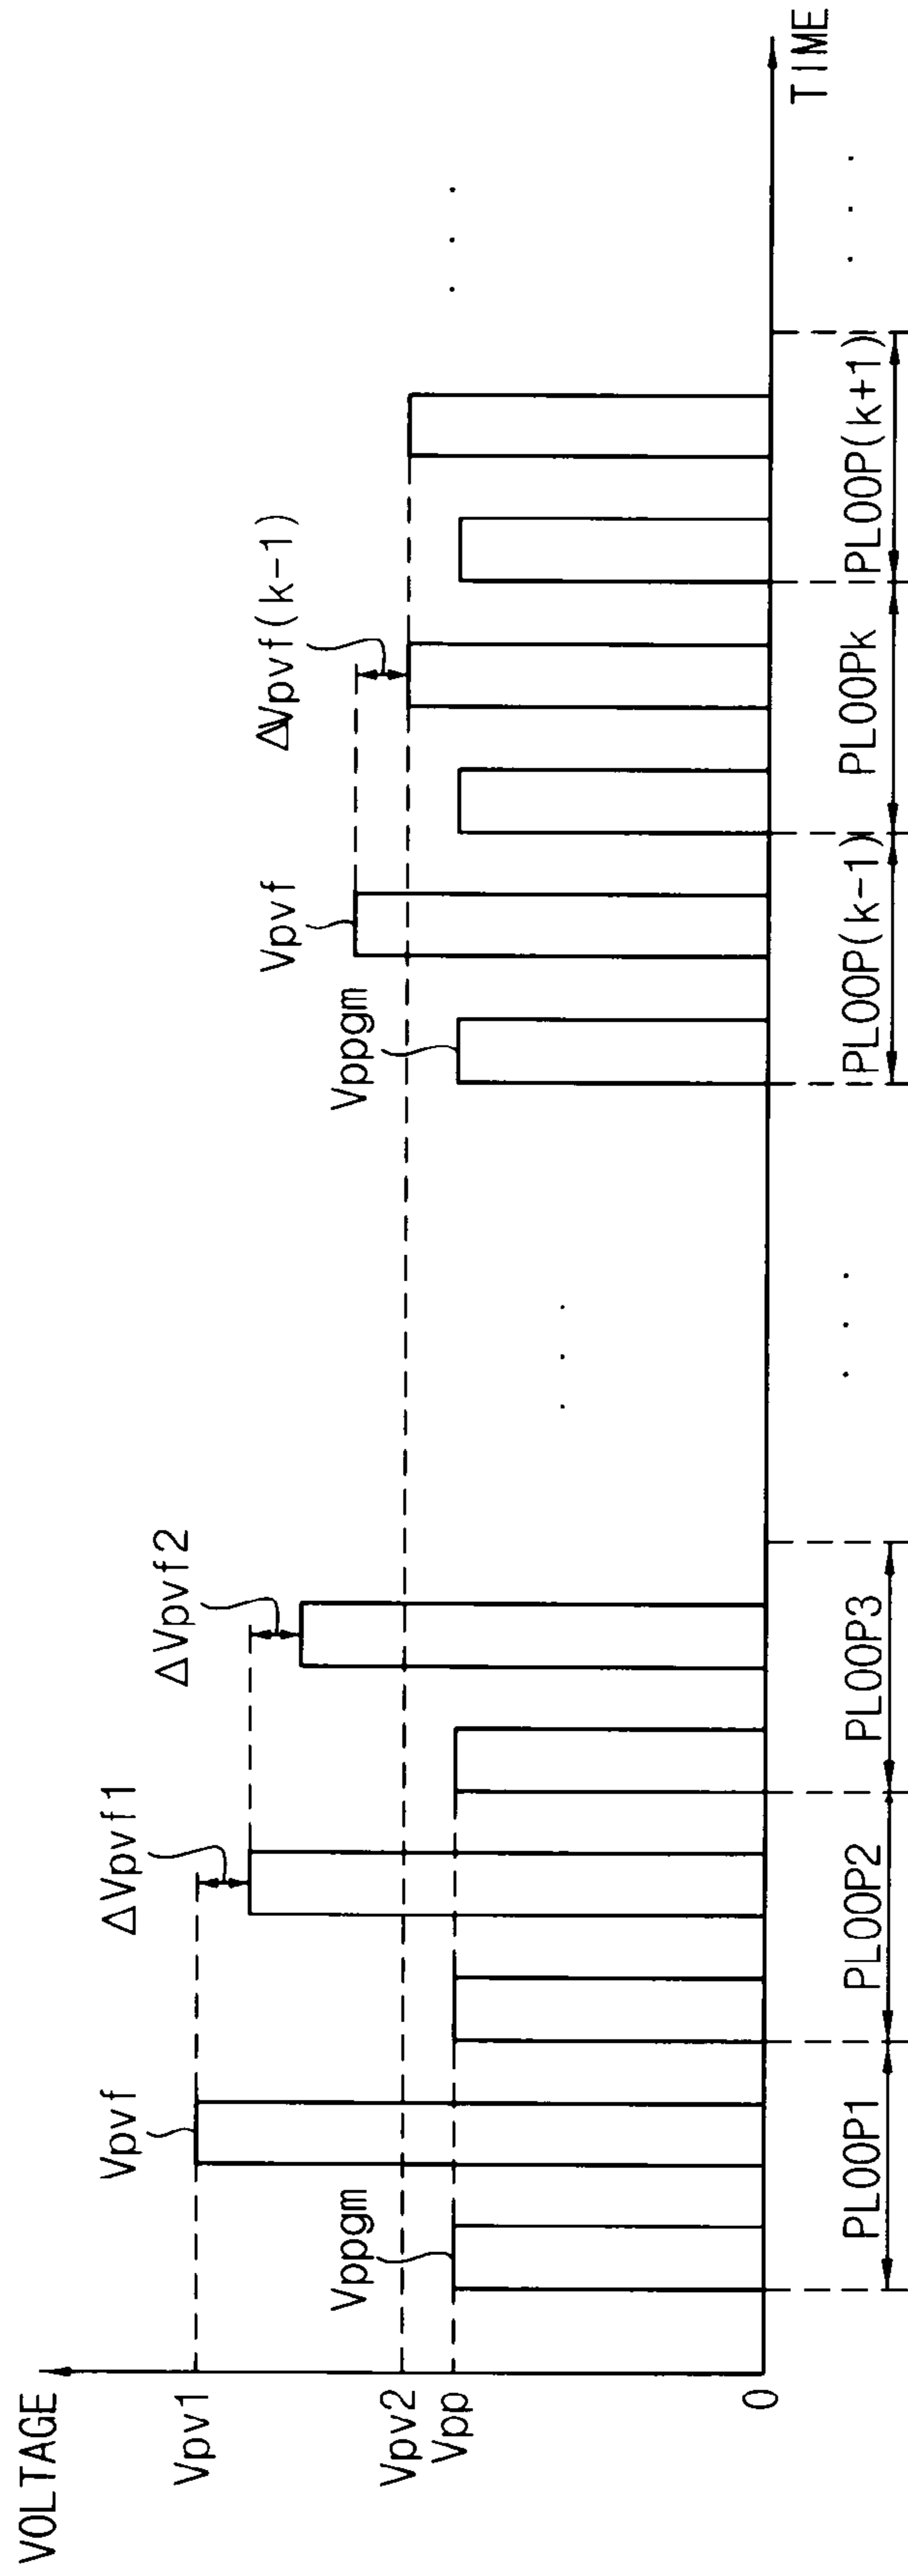 VOLTAGE
Vpv1
Vpv2
Vpp
0
Vppgm
Vpvf
ΔVpvf1
ΔVpvf2
Vppgm
Vpvf
ΔVpvf(k-1)
PLOOP1
PLOOP2
PLOOP3
. . .
PLOOP(k-1)
PLOOPk
PLOOP(k+1)
. . .
TIME